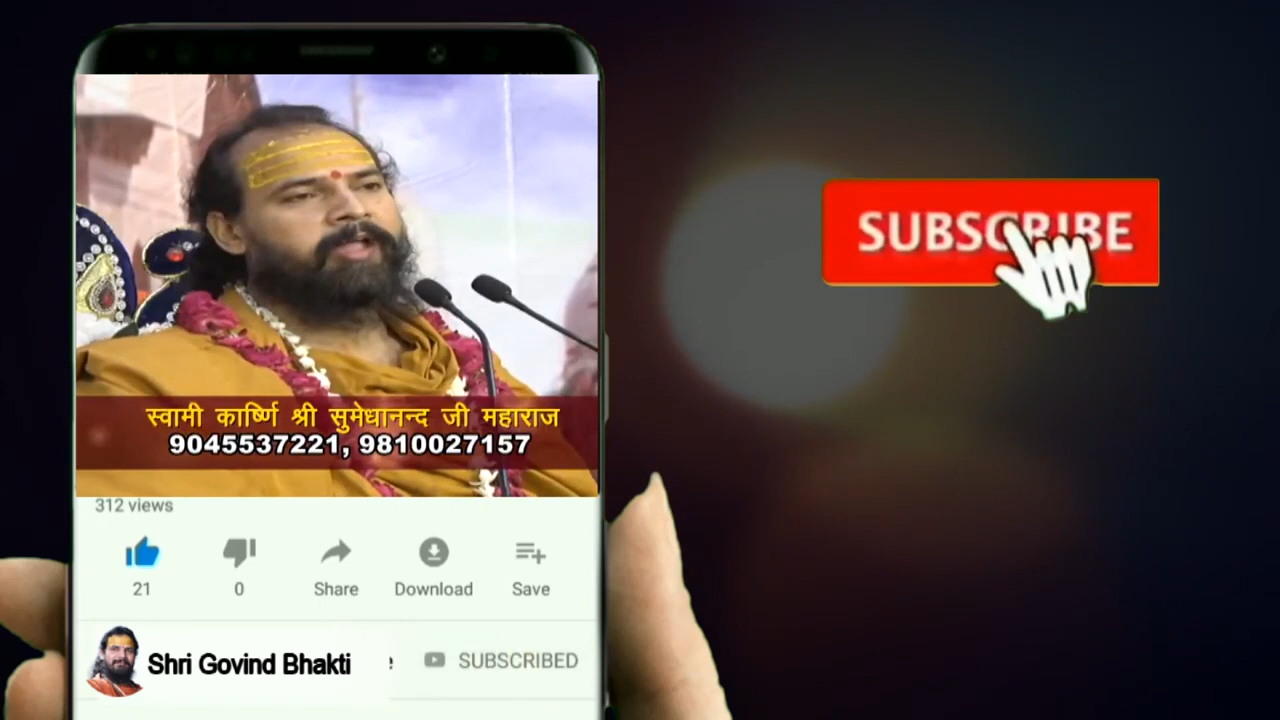 SUBSCRIBE
स्वामी कार्ष्णि श्री सुमेधानन्द जी महाराज
9045537221, 9810027157
312 views
21
0
Share
Download
Save
Shri Govind Bhakti
SUBSCRIBED